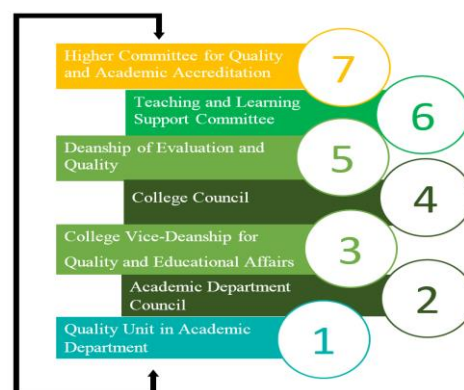 Higher Committee for Quality
and Academic Accreditation
7
Teaching and Learning
Support Committee
6
Deanship of Evaluation and
Quality
5
College Council
4
College Vice-Deanship for
Quality and Educational Affairs
3
Academic Department
Council
2
Quality Unit in Academic
Department
1